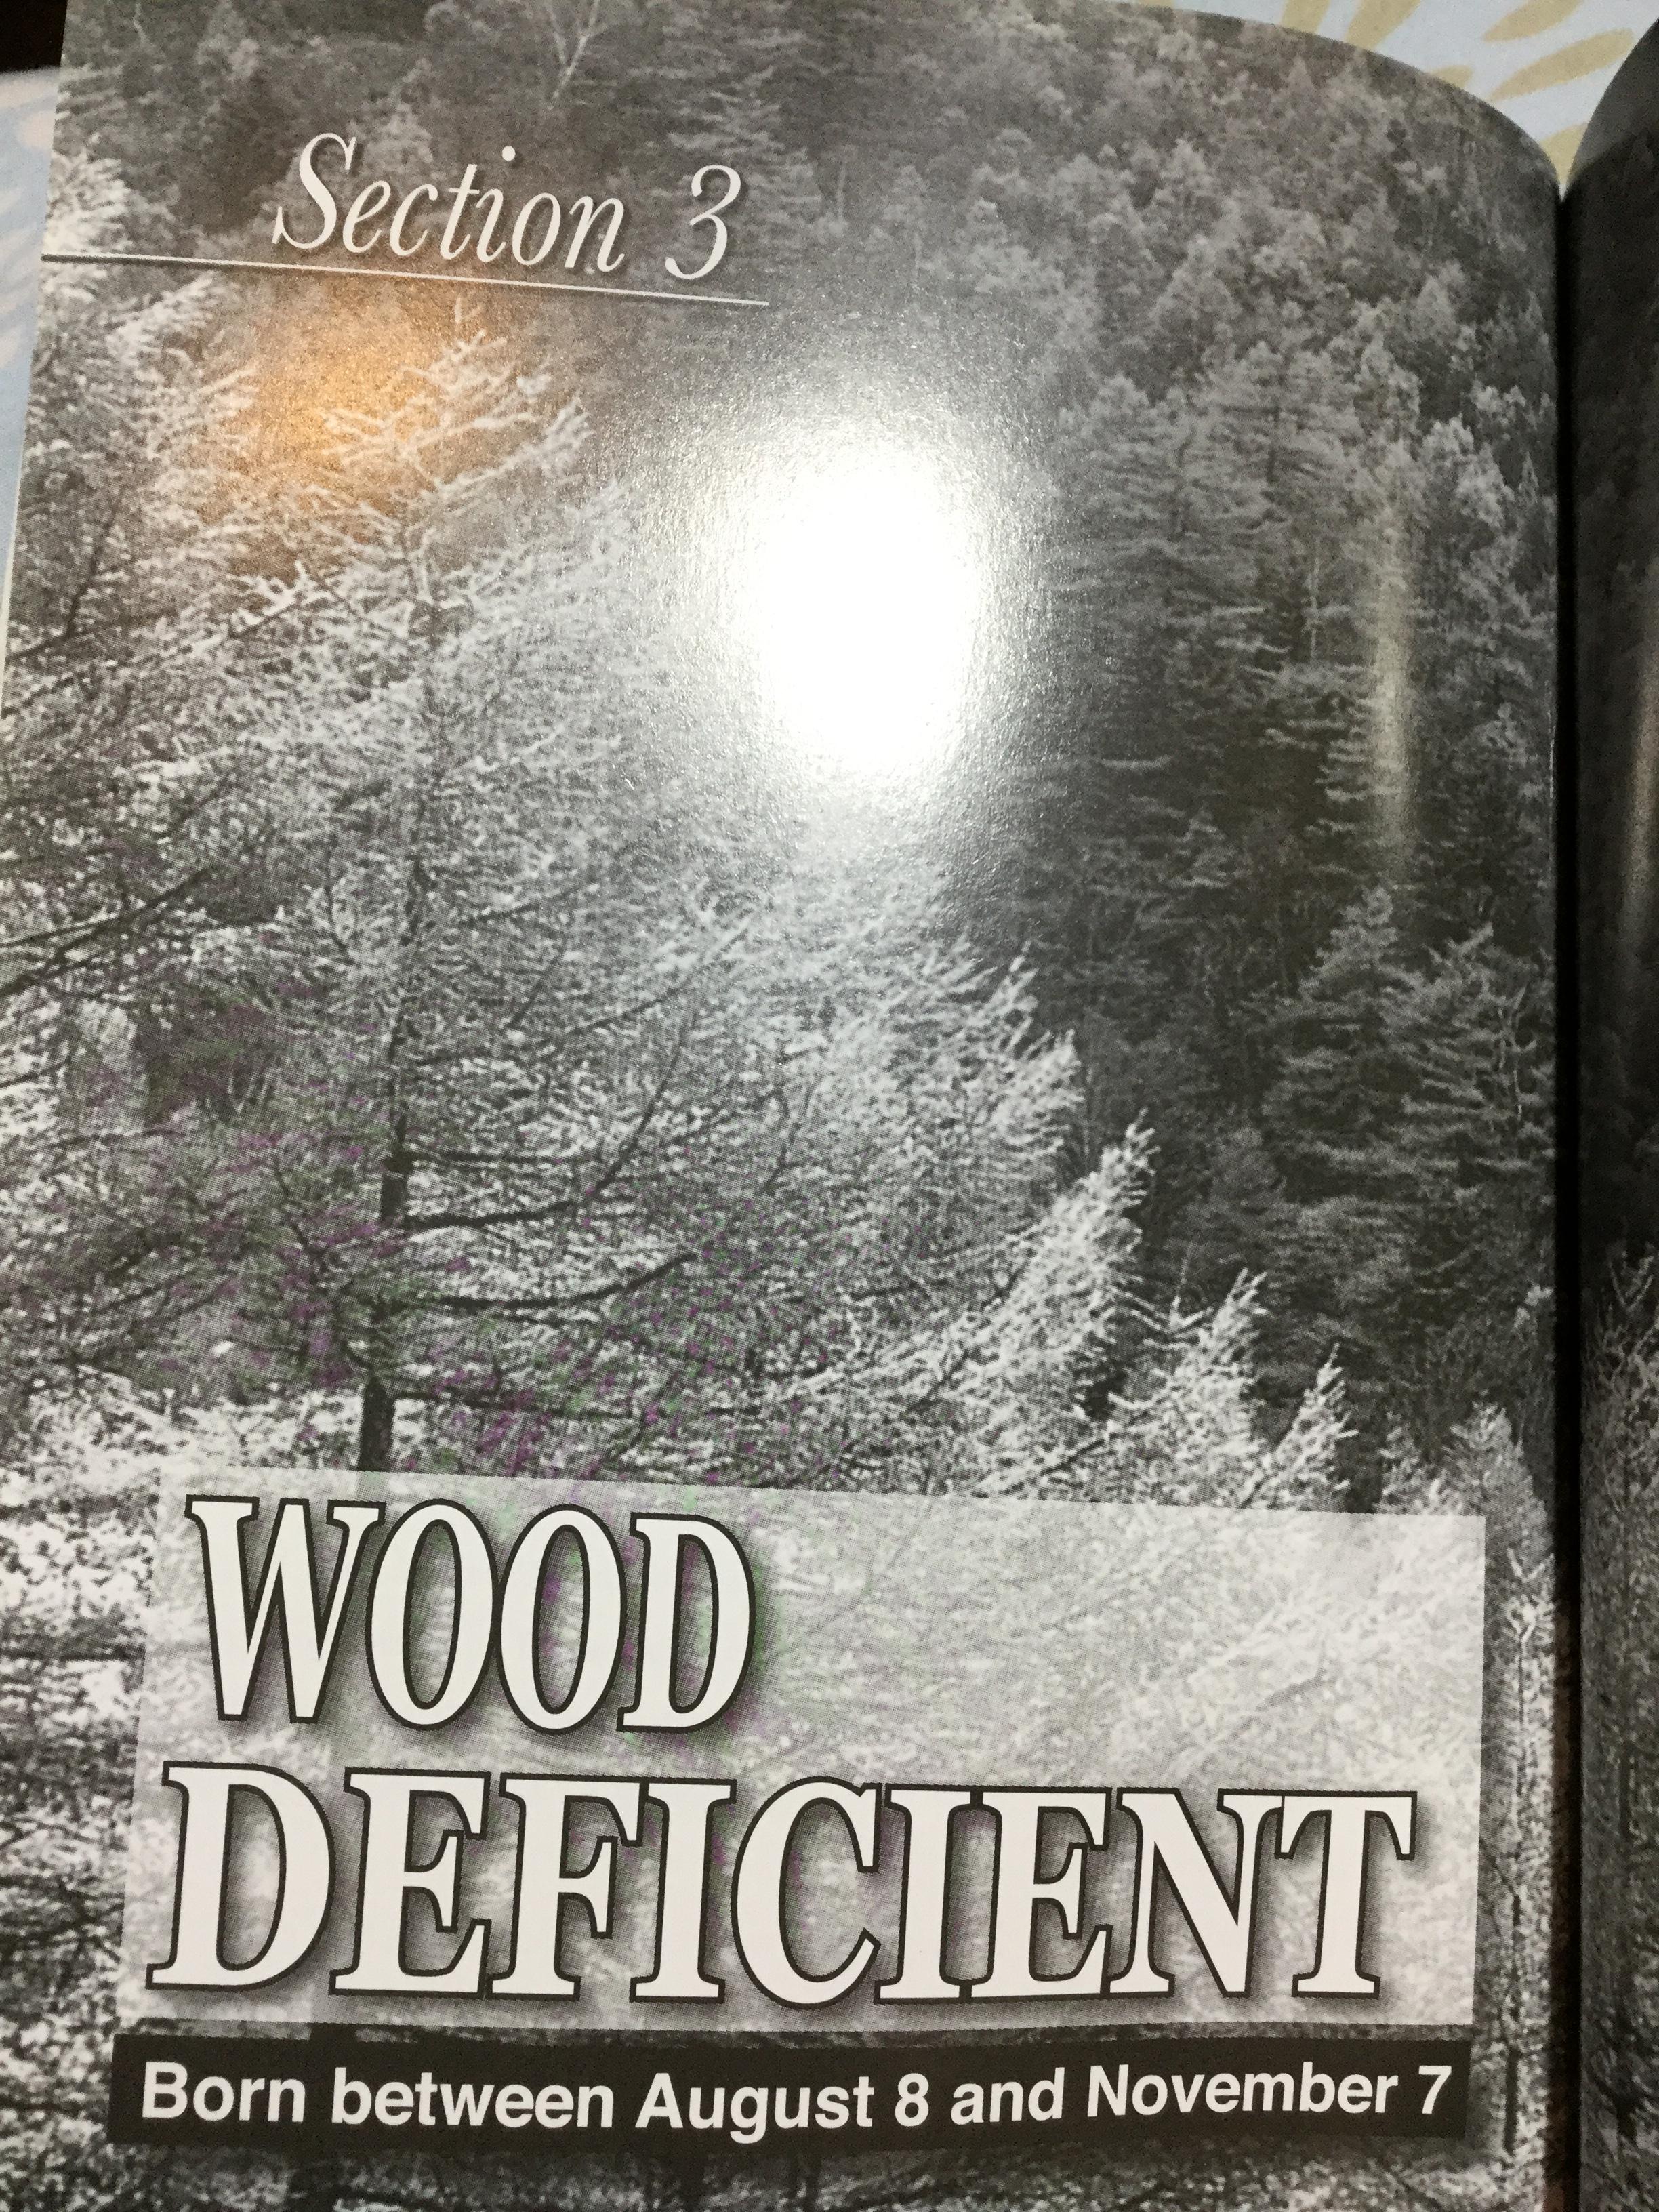 Section 3
WOOD
DEFICIENT
Born between August 8 and November 7